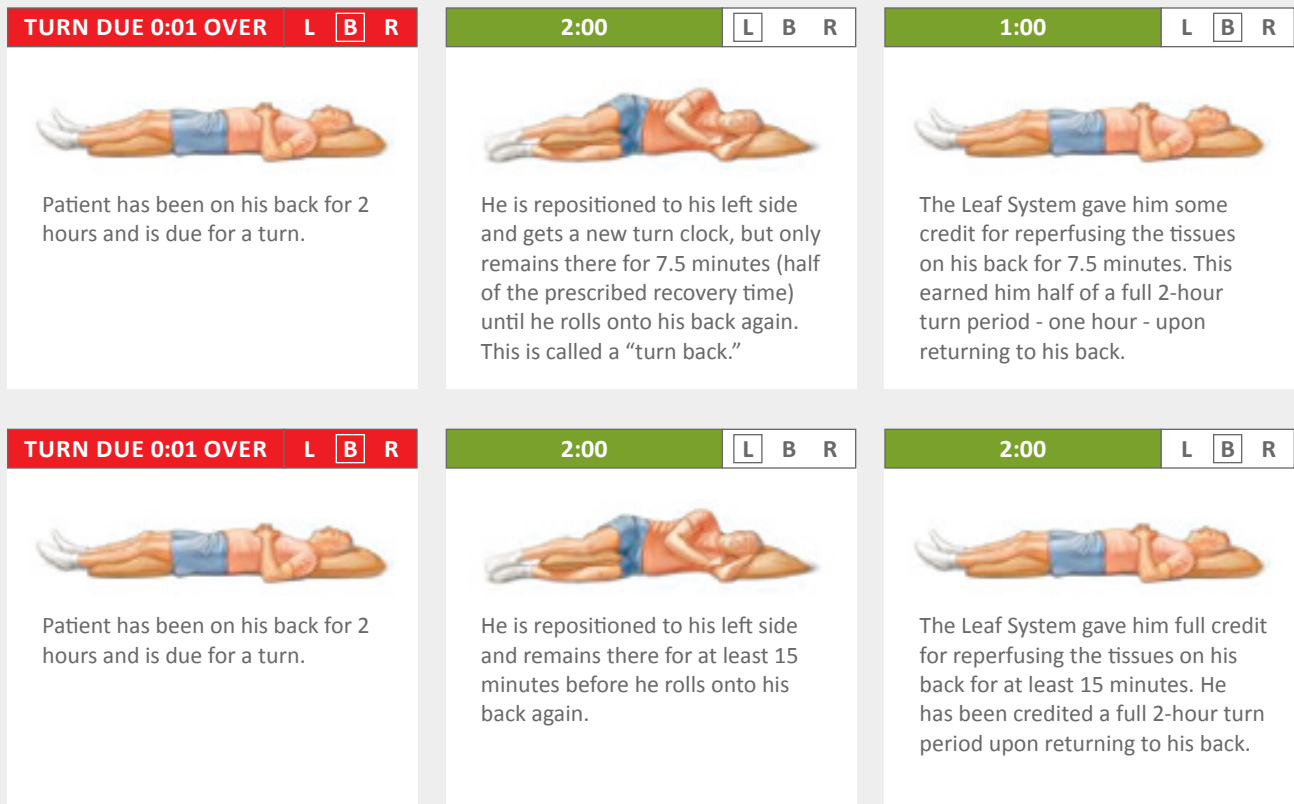 TURN DUE 0:01 OVER L B R
Patient has been on his back for 2
hours and is due for a turn.
2:00 L B R
He is repositioned to his left side
and gets a new turn clock, but only
remains there for 7.5 minutes (half
of the prescribed recovery time)
until he rolls onto his back again.
This is called a “turn back.”
1:00 L B R
The Leaf System gave him some
credit for reperfusing the tissues
on his back for 7.5 minutes. This
earned him half of a full 2-hour
turn period - one hour - upon
returning to his back.
TURN DUE 0:01 OVER L B R
Patient has been on his back for 2
hours and is due for a turn.
2:00 L B R
He is repositioned to his left side
and remains there for at least 15
minutes before he rolls onto his
back again.
2:00 L B R
The Leaf System gave him full credit
for reperfusing the tissues on his
back for at least 15 minutes. He
has been credited a full 2-hour turn
period upon returning to his back.